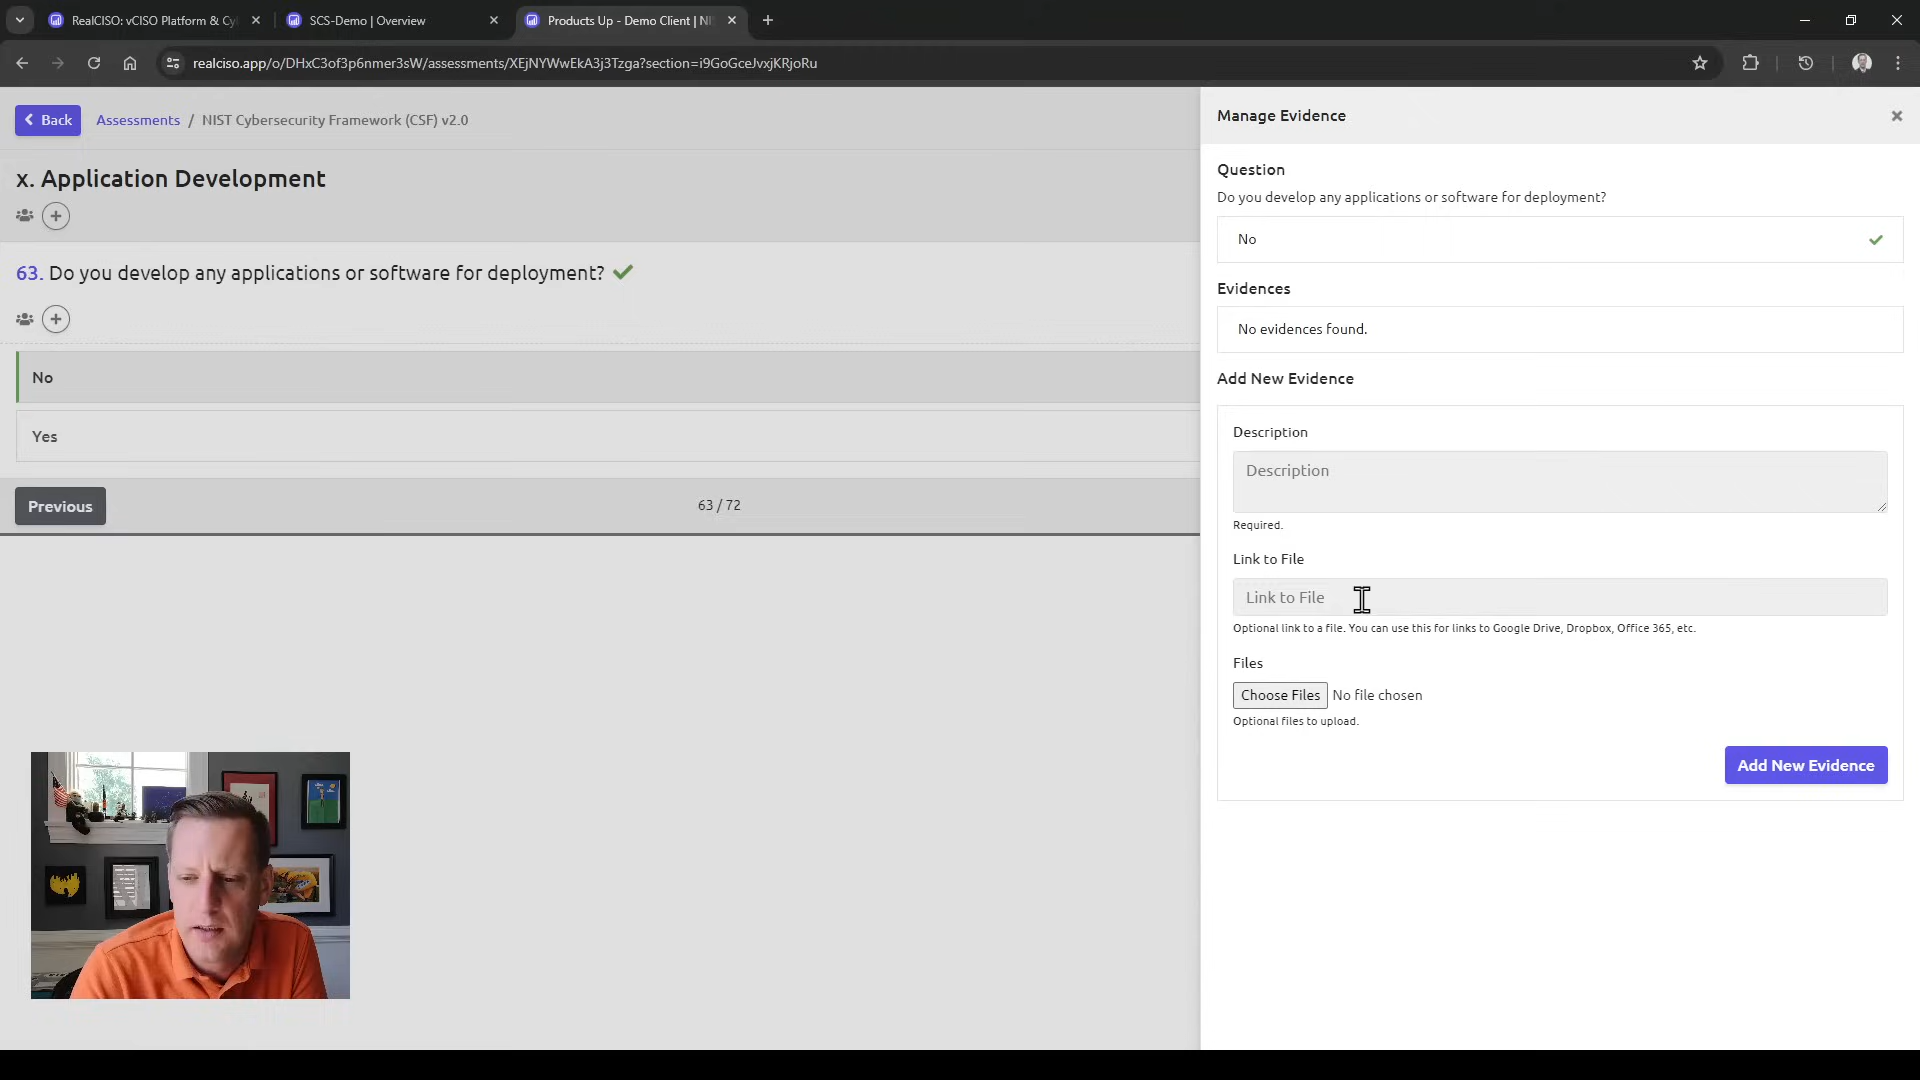 RealCISO: vCISO Platform & Cy
SCS-Demo | Overview
Products Up - Demo Client | NI
realciso.app/o/DHxC3of3p6nmer3sW/assessments/XEjNYWwEkA3j3Tzga?section=i9GoGceJvxjKRjoRu
Back
Assessments / NIST Cybersecurity Framework (CSF) v2.0
x. Application Development
63. Do you develop any applications or software for deployment?
No
Yes
Previous
63 / 72
Manage Evidence
Question
Do you develop any applications or software for deployment?
No
Evidences
No evidences found.
Add New Evidence
Description
Description
Required.
Link to File
Link to File
Optional link to a file. You can use this for links to Google Drive, Dropbox, Office 365, etc.
Files
Choose Files No file chosen
Optional files to upload.
Add New Evidence